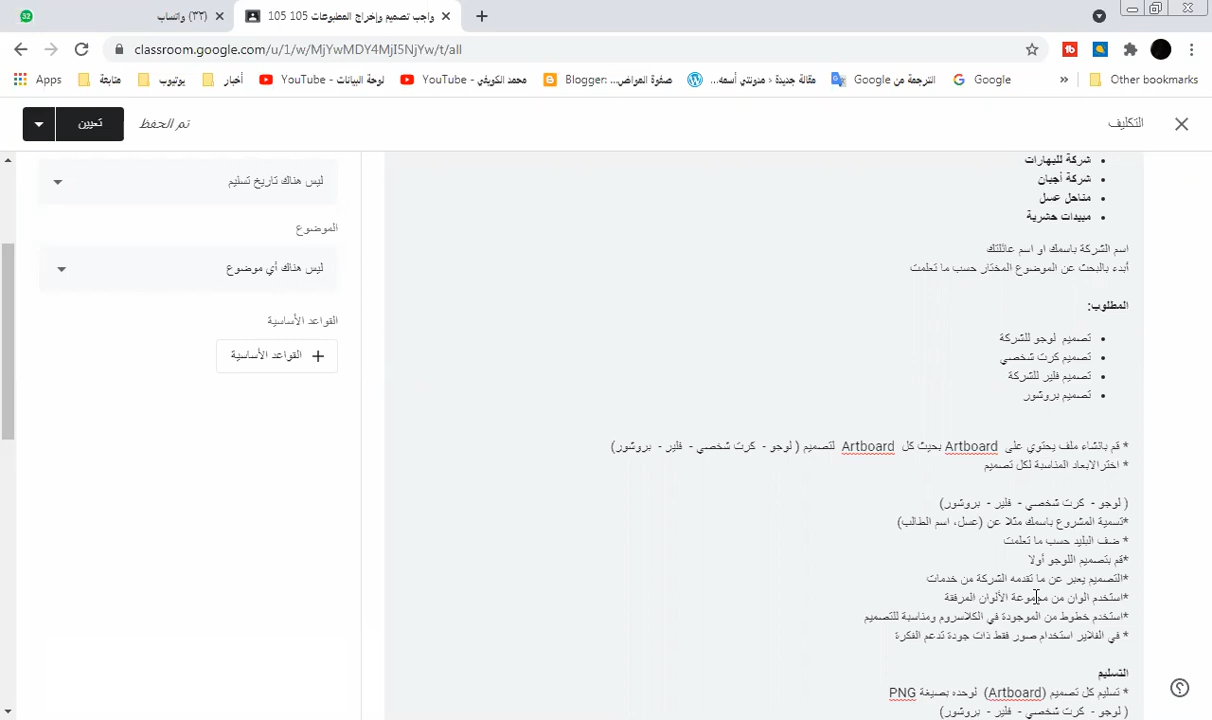 (٣٢) واتساب
واجب تصميم وإخراج المطبوعات 105 105
classroom.google.com/u/1/w/MjYwMDY4MjI5NjYw/t/all
Apps
متابعة
يوتيوب
أخبار
YouTube - لوحة البيانات
YouTube - محمد الكويفي
Blogger: صفوة المراض...
مقالة جديدة ‹ مدونتي أسمه...
الترجمة من Google
Google
Other bookmarks
التكليف
تم الحفظ
تعيين
ليس هناك تاريخ تسليم
الموضوع
ليس هناك أي موضوع
القواعد الأساسية
القواعد الأساسية
شركة للبهارات
شركة أجبان
مناحل عسل
مبيدات حشرية
اسم الشركة باسمك او اسم عائلتك
أبدء بالبحث عن الموضوع المختار حسب ما تعلمت
المطلوب:
تصميم لوجو للشركة
تصميم كرت شخصي
تصميم فلير للشركة
تصميم بروشور
* قم بانشاء ملف يحتوي على Artboard بحيث كل Artboard لتصميم ( لوجو - كرت شخصي - فلير - بروشور)
* اختر الابعاد المناسبة لكل تصميم
( لوجو - كرت شخصي - فلير - بروشور)
*تسمية المشروع باسمك مثلا عن (عسل، اسم الطالب)
* ضف البليد حسب ما تعلمت
*قم بتصميم اللوجو أولا
*التصميم يعبر عن ما تقدمه الشركة من خدمات
*استخدم الوان من مجموعة الألوان المرفقة
*استخدم خطوط من الموجودة في الكلاسروم ومناسبة للتصميم
* في الفلاير استخدام صور فقط ذات جودة تدعم الفكرة
التسليم
* تسليم كل تصميم (Artboard) لوحده بصيغة PNG
( لوجو - كرت شخصي - فلير - بروشور)